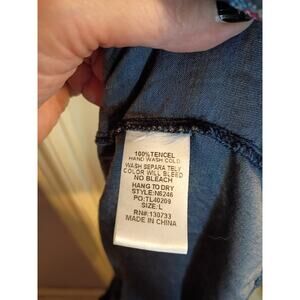 100%TENCEL
HAND WASH COLD
WASH SEPARATELY
COLOR WILL BLEED
NO BLEACH
HANG TO DRY
STYLE:N6246
PO:TL40209
SIZE:L
RN#:130733
MADE IN CHINA